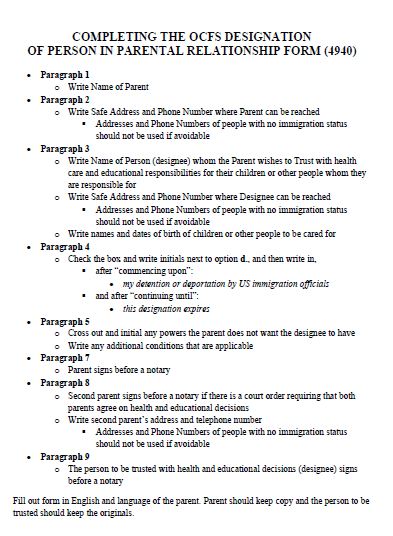 COMPLETING THE OCFS DESIGNATION
OF PERSON IN PARENTAL RELATIONSHIP FORM (4940)
• Paragraph 1
o Write Name of Parent
• Paragraph 2
o Write Safe Address and Phone Number where Parent can be reached
▪ Addresses and Phone Numbers of people with no immigration status
should not be used if avoidable
• Paragraph 3
o Write Name of Person (designee) whom the Parent wishes to Trust with health
care and educational responsibilities for their children or other people whom they
are responsible for
o Write Safe Address and Phone Number where Designee can be reached
▪ Addresses and Phone Numbers of people with no immigration status
should not be used if avoidable
o Write names and dates of birth of children or other people to be cared for
• Paragraph 4
o Check the box and write initials next to option d., and then write in,
▪ after “commencing upon”:
• my detention or deportation by US immigration officials
▪ and after “continuing until”:
• this designation expires
• Paragraph 5
o Cross out and initial any powers the parent does not want the designee to have
o Write any additional conditions that are applicable
• Paragraph 7
o Parent signs before a notary
• Paragraph 8
o Second parent signs before a notary if there is a court order requiring that both
parents agree on health and educational decisions
o Write second parent’s address and telephone number
▪ Addresses and Phone Numbers of people with no immigration status
should not be used if avoidable
• Paragraph 9
o The person to be trusted with health and educational decisions (designee) signs
before a notary
Fill out form in English and language of the parent. Parent should keep copy and the person to be
trusted should keep the originals.